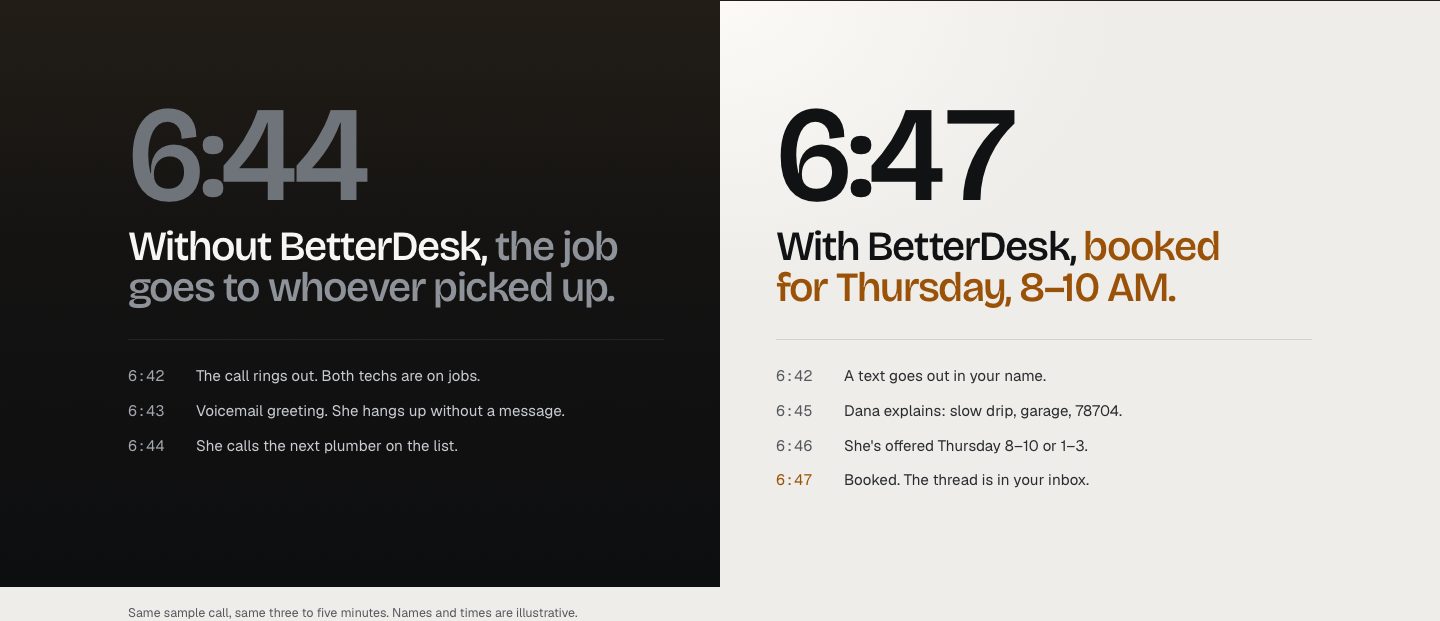 6:44
Without BetterDesk, the job
goes to whoever picked up.
6:42 The call rings out. Both techs are on jobs.
6:43 Voicemail greeting. She hangs up without a message.
6:44 She calls the next plumber on the list.
6:47
With BetterDesk, booked
for Thursday, 8–10 AM.
6:42 A text goes out in your name.
6:45 Dana explains: slow drip, garage, 78704.
6:46 She's offered Thursday 8–10 or 1–3.
6:47 Booked. The thread is in your inbox.
Same sample call, same three to five minutes. Names and times are illustrative.